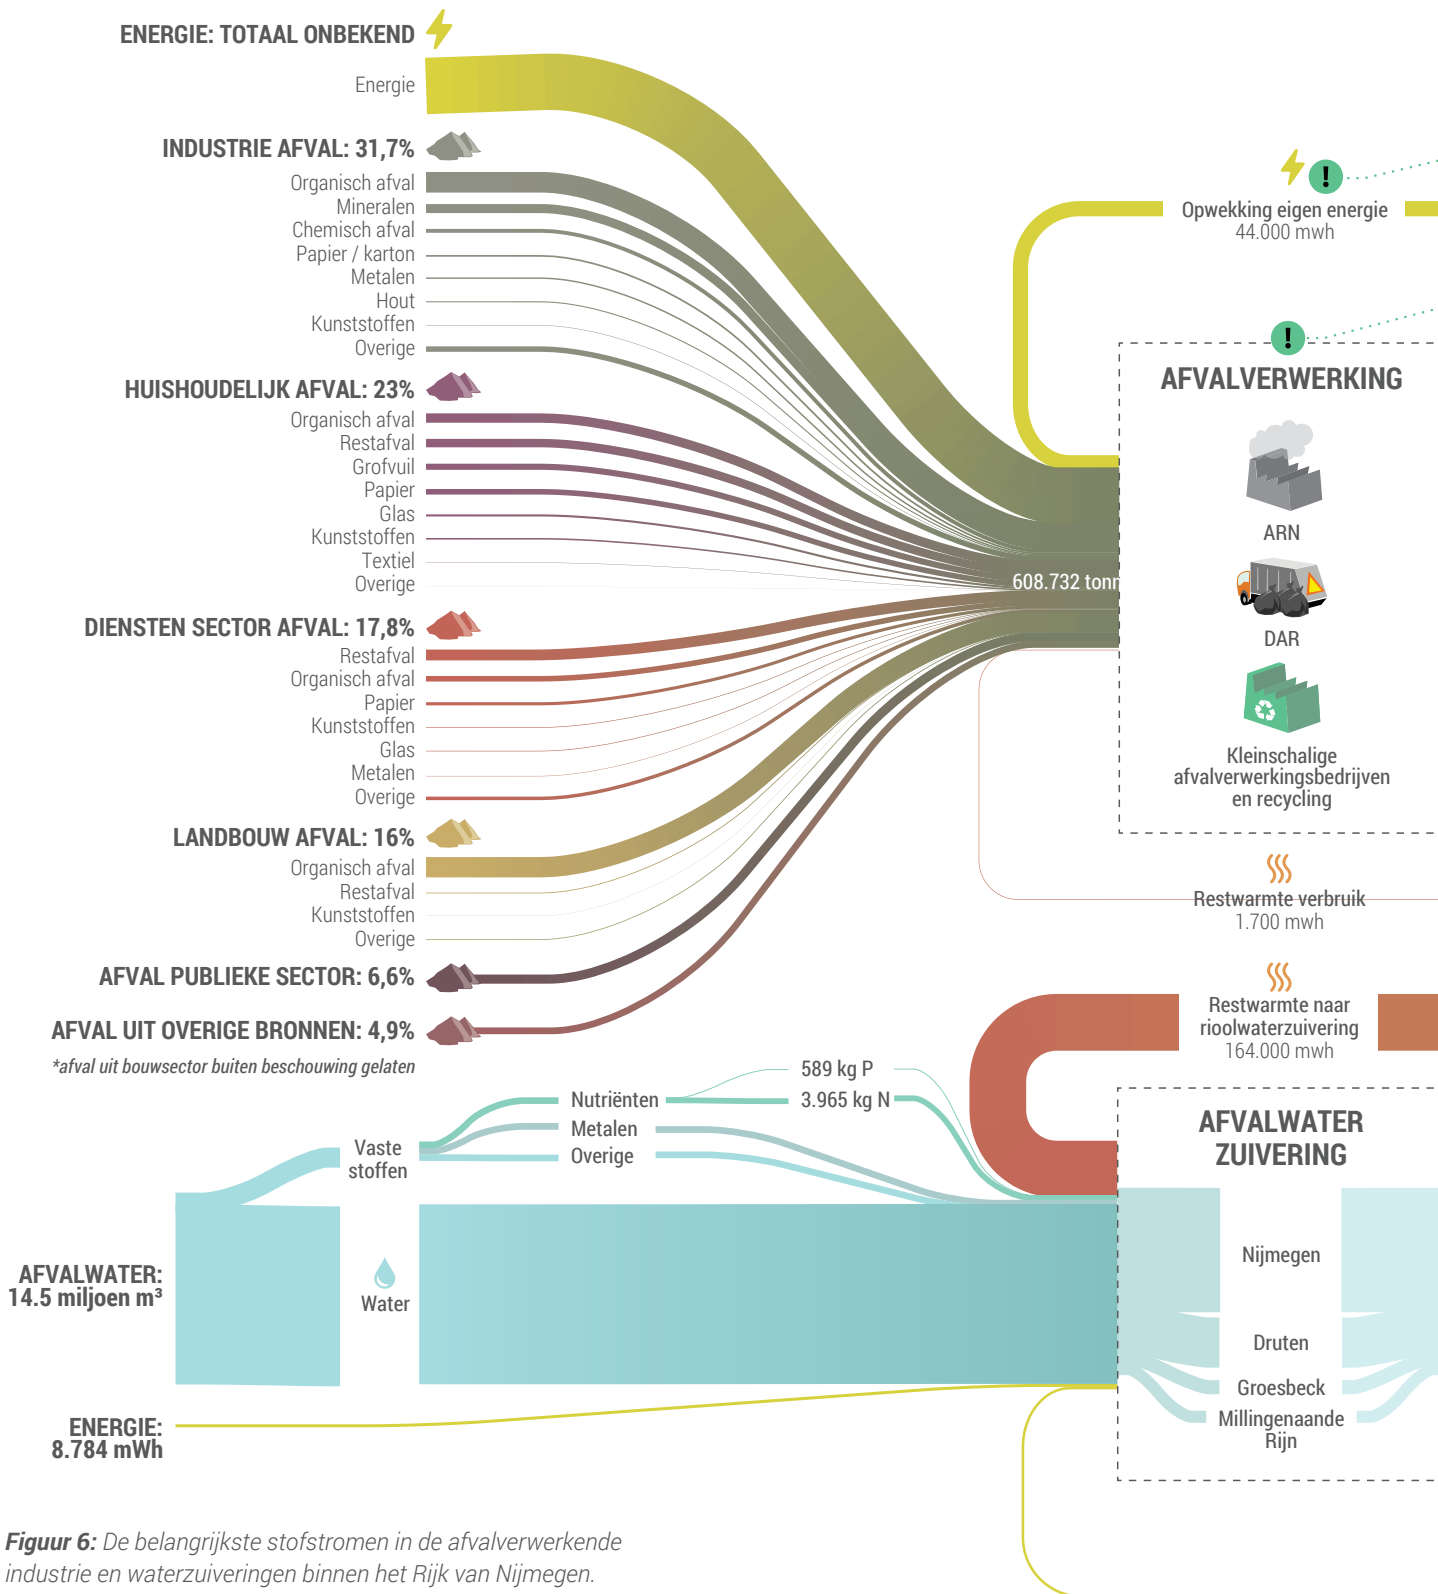 ENERGIE: TOTAAL ONBEKEND
Energie
INDUSTRIE AFVAL: 31,7%
Organisch afval
Mineralen
Chemisch afval
Papier / karton
Metalen
Hout
Kunststoffen
Overige
HUISHOUDELIJK AFVAL: 23%
Organisch afval
Restafval
Grofvuil
Papier
Glas
Kunststoffen
Textiel
Overige
DIENSTEN SECTOR AFVAL: 17,8%
Restafval
Organisch afval
Papier
Kunststoffen
Glas
Metalen
Overige
LANDBOUW AFVAL: 16%
Organisch afval
Restafval
Kunststoffen
Overige
AFVAL PUBLIEKE SECTOR: 6,6%
AFVAL UIT OVERIGE BRONNEN: 4,9%
*afval uit bouwsector buiten beschouwing gelaten
608.732 tonn
!
Opwekking eigen energie
44.000 mwh
!
AFVALVERWERKING
ARN
DAR
Kleinschalige
afvalverwerkingsbedrijven
en recycling
Restwarmte verbruik
1.700 mwh
Restwarmte naar
rioolwaterzuivering
164.000 mwh
AFVALWATER:
14.5 miljoen m³
Vaste
stoffen
Water
Nutriënten
Metalen
Overige
589 kg P
3.965 kg N
ENERGIE:
8.784 mWh
AFVALWATER
ZUIVERING
Nijmegen
Druten
Groesbeck
Millingenaande
Rijn
Figuur 6: De belangrijkste stofstromen in de afvalverwerkende
industrie en waterzuiveringen binnen het Rijk van Nijmegen.